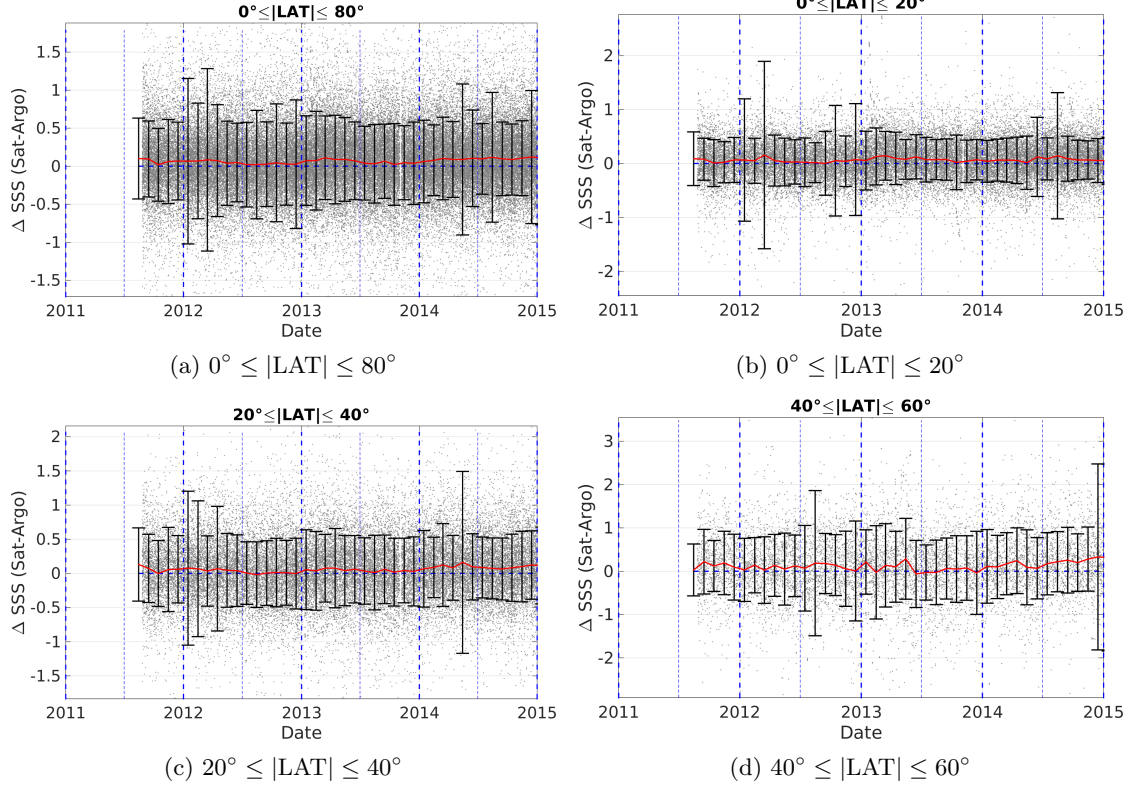 0°≤|LAT|≤ 80°
1.5
1
0.5
0
-0.5
-1
-1.5
Δ SSS (Sat-Argo)
2011 2012 2013 2014 2015
Date
(a) 0° ≤ |LAT| ≤ 80°
0°≤|LAT|≤ 20°
2
1
0
-1
-2
Δ SSS (Sat-Argo)
2011 2012 2013 2014 2015
Date
(b) 0° ≤ |LAT| ≤ 20°
20°≤|LAT|≤ 40°
2
1.5
1
0.5
0
-0.5
-1
-1.5
Δ SSS (Sat-Argo)
2011 2012 2013 2014 2015
Date
(c) 20° ≤ |LAT| ≤ 40°
40°≤|LAT|≤ 60°
3
2
1
0
-1
-2
Δ SSS (Sat-Argo)
2011 2012 2013 2014 2015
Date
(d) 40° ≤ |LAT| ≤ 60°